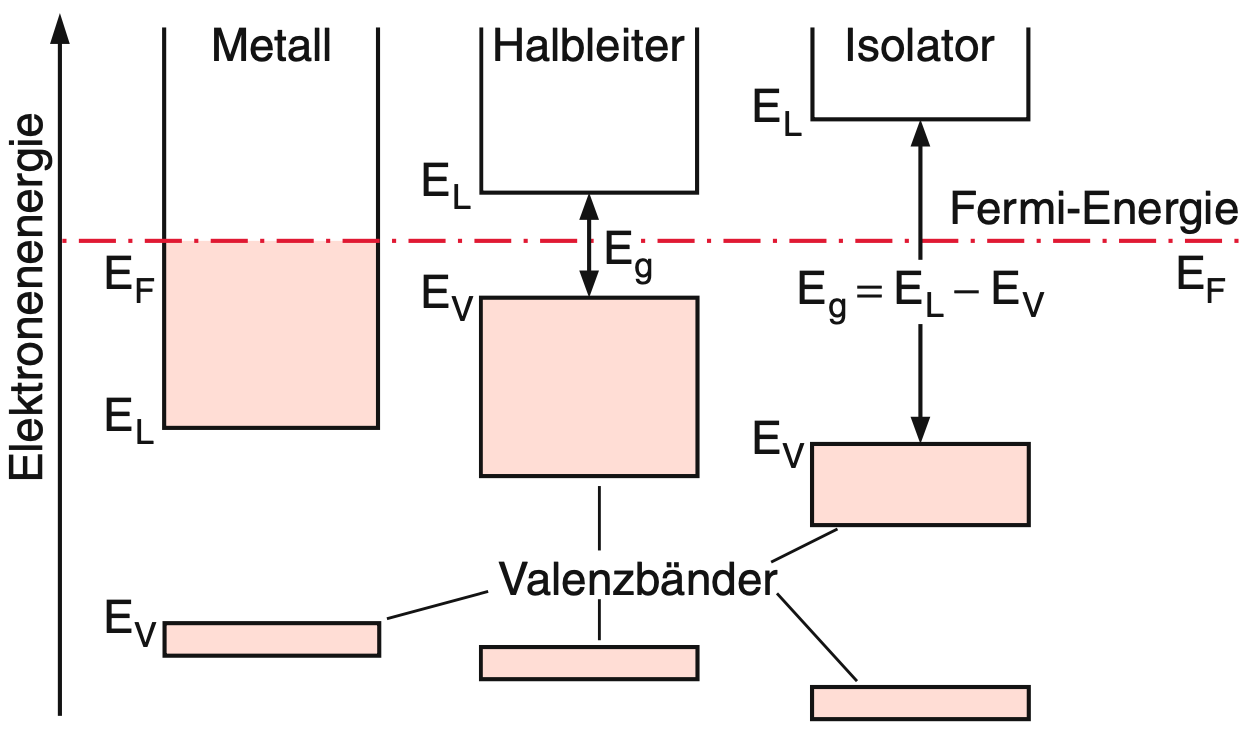 Elektronenenergie
Metall
Halbleiter
Isolator
E_L
E_L
Fermi-Energie
E_F
E_g
E_V
E_g = E_L – E_V
E_F
E_L
E_V
Valenzbänder
E_V